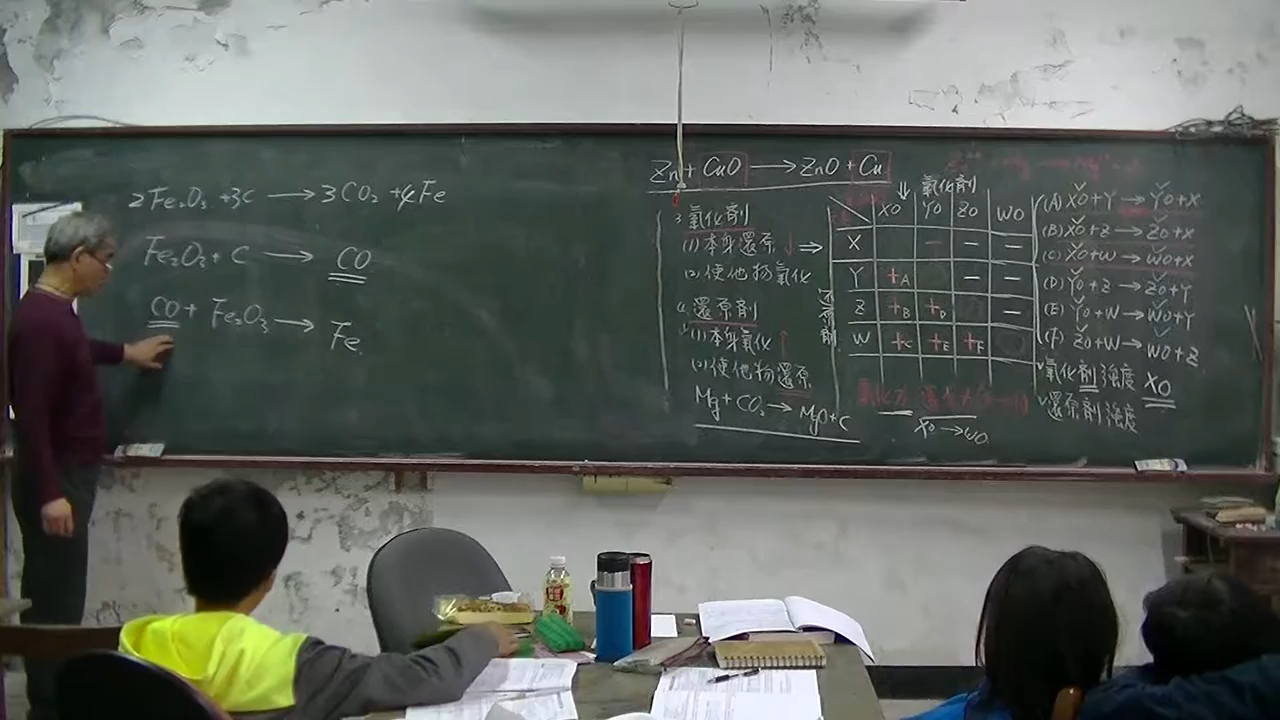 2Fe₂O₃ + 3C → 3CO₂ + 4Fe
Fe₂O₃ + C → CO
CO + Fe₂O₃ → Fe
Zn + CuO → ZnO + Cu
3. 氧化劑
(1) 本身還原 ↓
(2) 使他物氧化
4. 還原劑
(1) 本身氧化 ↑
(2) 使他物還原
Mg + CO₂ → MgO + C
↓ 氧化劑
XO YO ZO WO
X − − −
Y +A − −
Z +B +D −
W +C +E +F
還原劑
XO → WO
(A) XO + Y → YO + X
(B) XO + Z → ZO + X
(C) XO + W → WO + X
(D) YO + Z → ZO + Y
(E) YO + W → WO + Y
(F) ZO + W → WO + Z
氧化劑強度 XO
還原劑強度